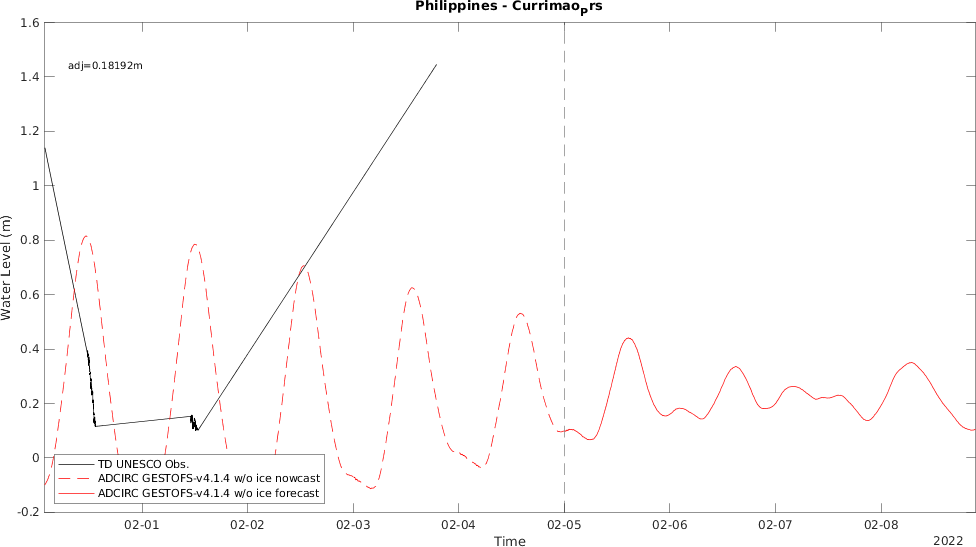 Philippines - Currimaoprs
adj=0.18192m
Water Level (m)
1.6
1.4
1.2
1
0.8
0.6
0.4
0.2
0
-0.2
TD UNESCO Obs.
ADCIRC GESTOFS-v4.1.4 w/o ice nowcast
ADCIRC GESTOFS-v4.1.4 w/o ice forecast
02-01 02-02 02-03 02-04 02-05 02-06 02-07 02-08
Time
2022